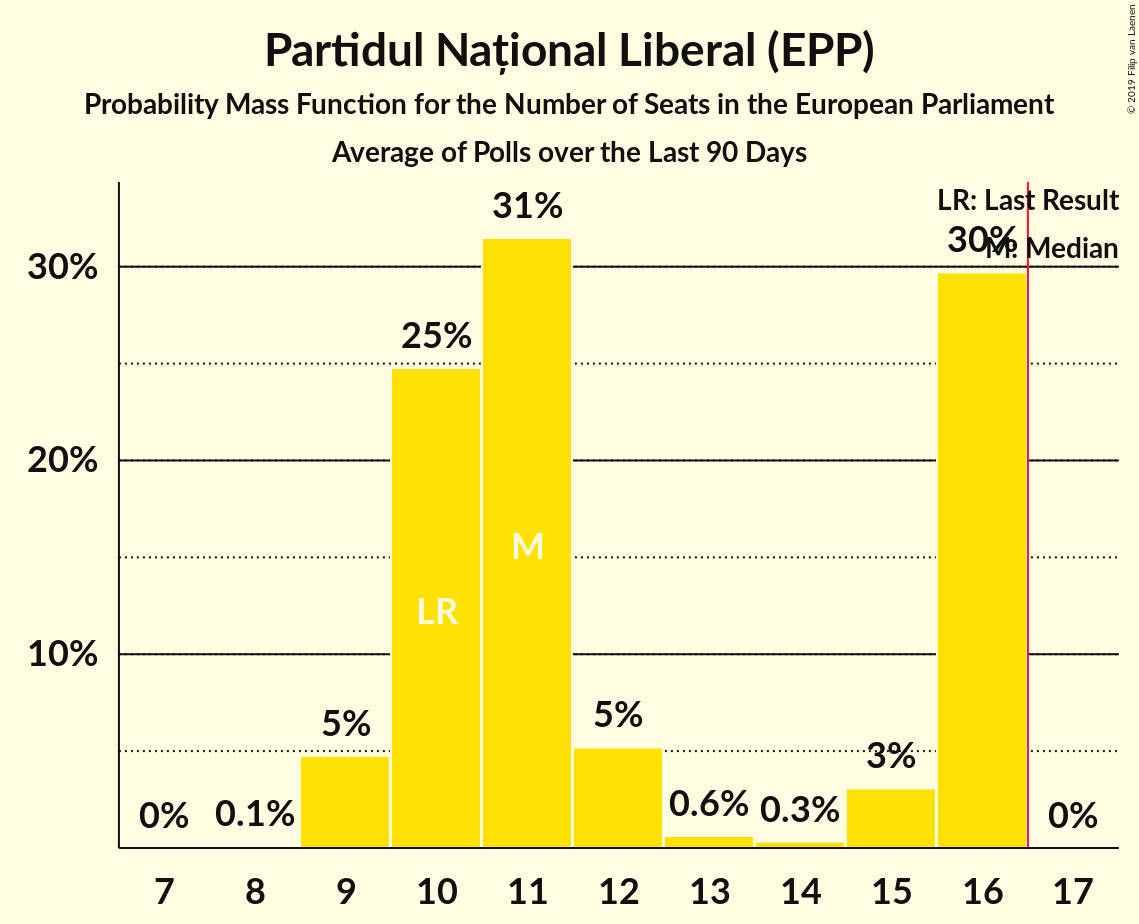 Partidul Național Liberal (EPP)
Probability Mass Function for the Number of Seats in the European Parliament
Average of Polls over the Last 90 Days
© 2019 Filip van Laenen
LR: Last Result
M: Median
31%
30%
30%
25%
20%
M
LR
10%
5%
5%
3%
0%
0.1%
0.6%
0.3%
0%
7 8 9 10 11 12 13 14 15 16 17